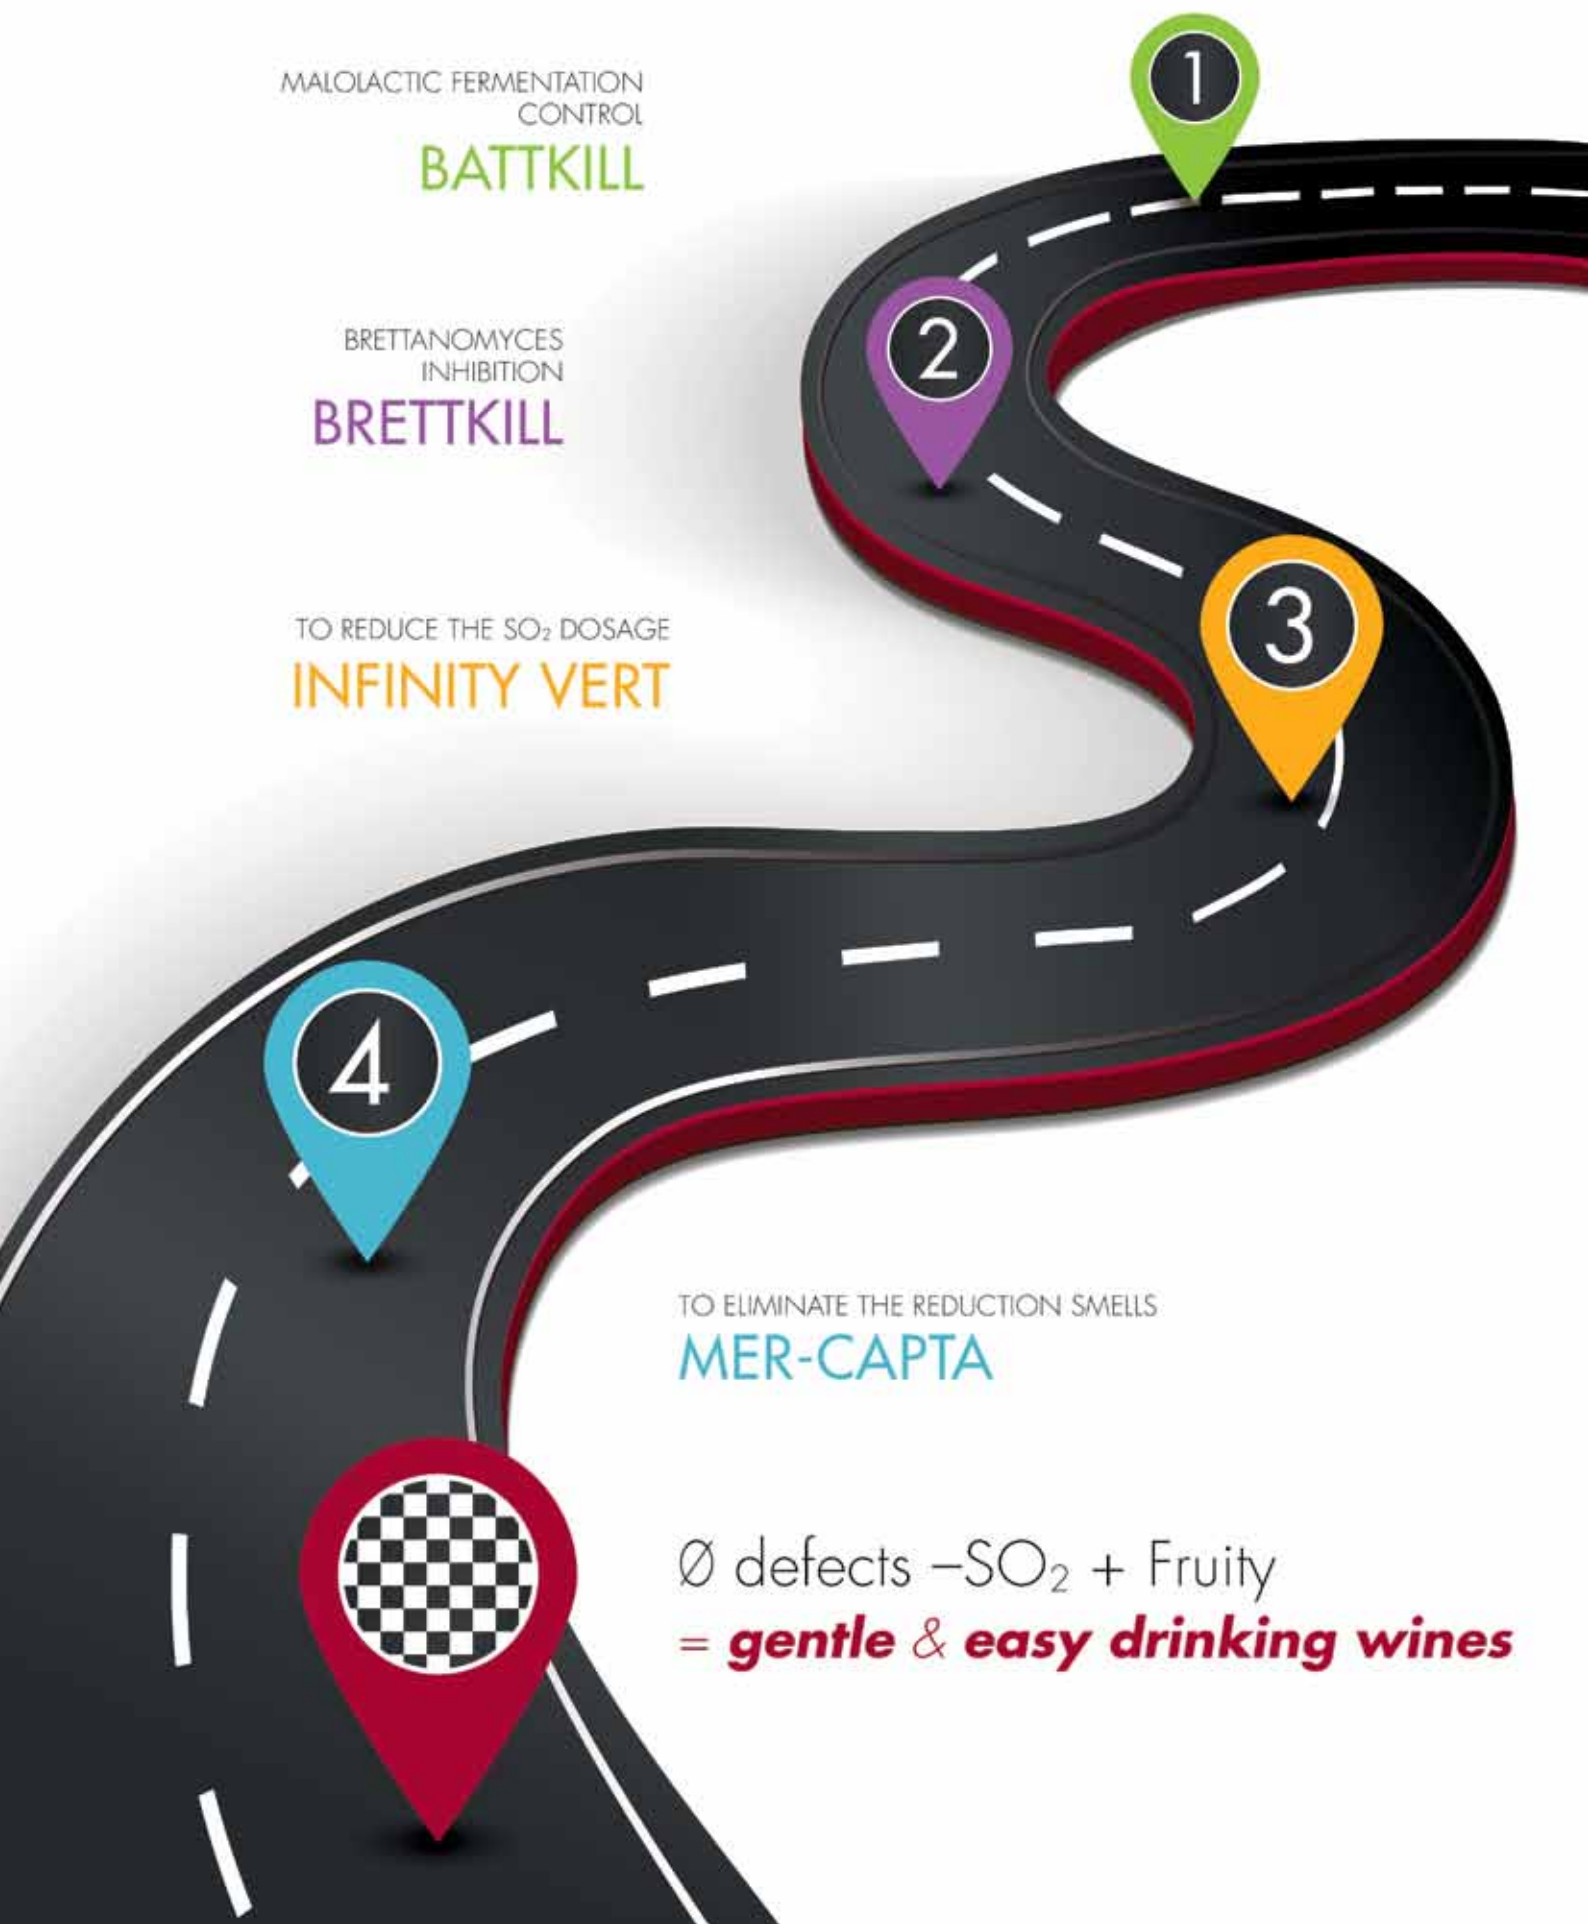 1
MALOLACTIC FERMENTATION
CONTROL
BATTKILL
2
BRETTANOMYCES
INHIBITION
BRETTKILL
3
TO REDUCE THE SO₂ DOSAGE
INFINITY VERT
4
TO ELIMINATE THE REDUCTION SMELLS
MER-CAPTA
Ø defects –SO₂ + Fruity
= gentle & easy drinking wines